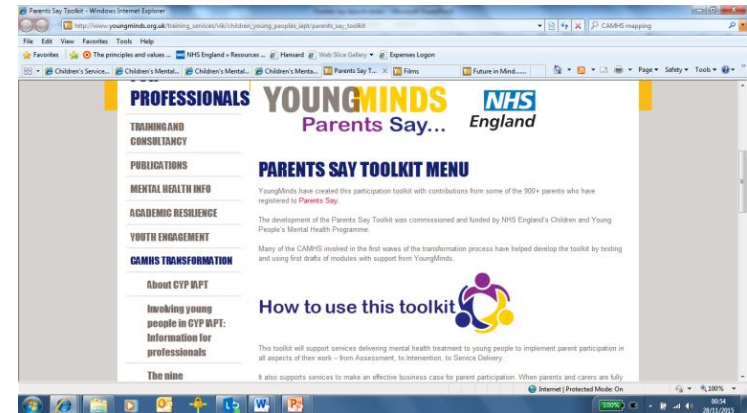 Parents Say Toolkit - Windows Internet Explorer
http://www.youngminds.org.uk/training_services/vik/children_young_peoples_iapt/parents_say_toolkit
CAMHS mapping
File Edit View Favorites Tools Help
Favorites The principles and values ... NHS England » Resources ... Hansard Web Slice Gallery Expenses Logon
Children's Service... Children's Mental... Children's Mental... Children's Menta... Parents Say T... X Films Future in Mind...... Page Safety Tools
PROFESSIONALS
TRAINING AND
CONSULTANCY
PUBLICATIONS
MENTAL HEALTH INFO
ACADEMIC RESILIENCE
YOUTH ENGAGEMENT
CAMHS TRANSFORMATION
About CYP IAPT
Involving young
people in CYP IAPT:
Information for
professionals
The nine
YOUNGMINDS
Parents Say...
NHS
England
PARENTS SAY TOOLKIT MENU
YoungMinds have created this participation toolkit with contributions from some of the 900+ parents who have
registered to Parents Say.
The development of the Parents Say Toolkit was commissioned and funded by NHS England's Children and Young
People's Mental Health Programme.
Many of the CAMHS involved in the first waves of the transformation process have helped develop the toolkit by testing
and using first drafts of modules with support from YoungMinds.
How to use this toolkit
This toolkit will support services delivering mental health treatment to young people to implement parent participation in
all aspects of their work – from Assessment, to Intervention, to Service Delivery.
It also supports services to make an effective business case for parent participation. When parents and carers are fully
Internet | Protected Mode: On 100%
100% 00:54
28/11/2015